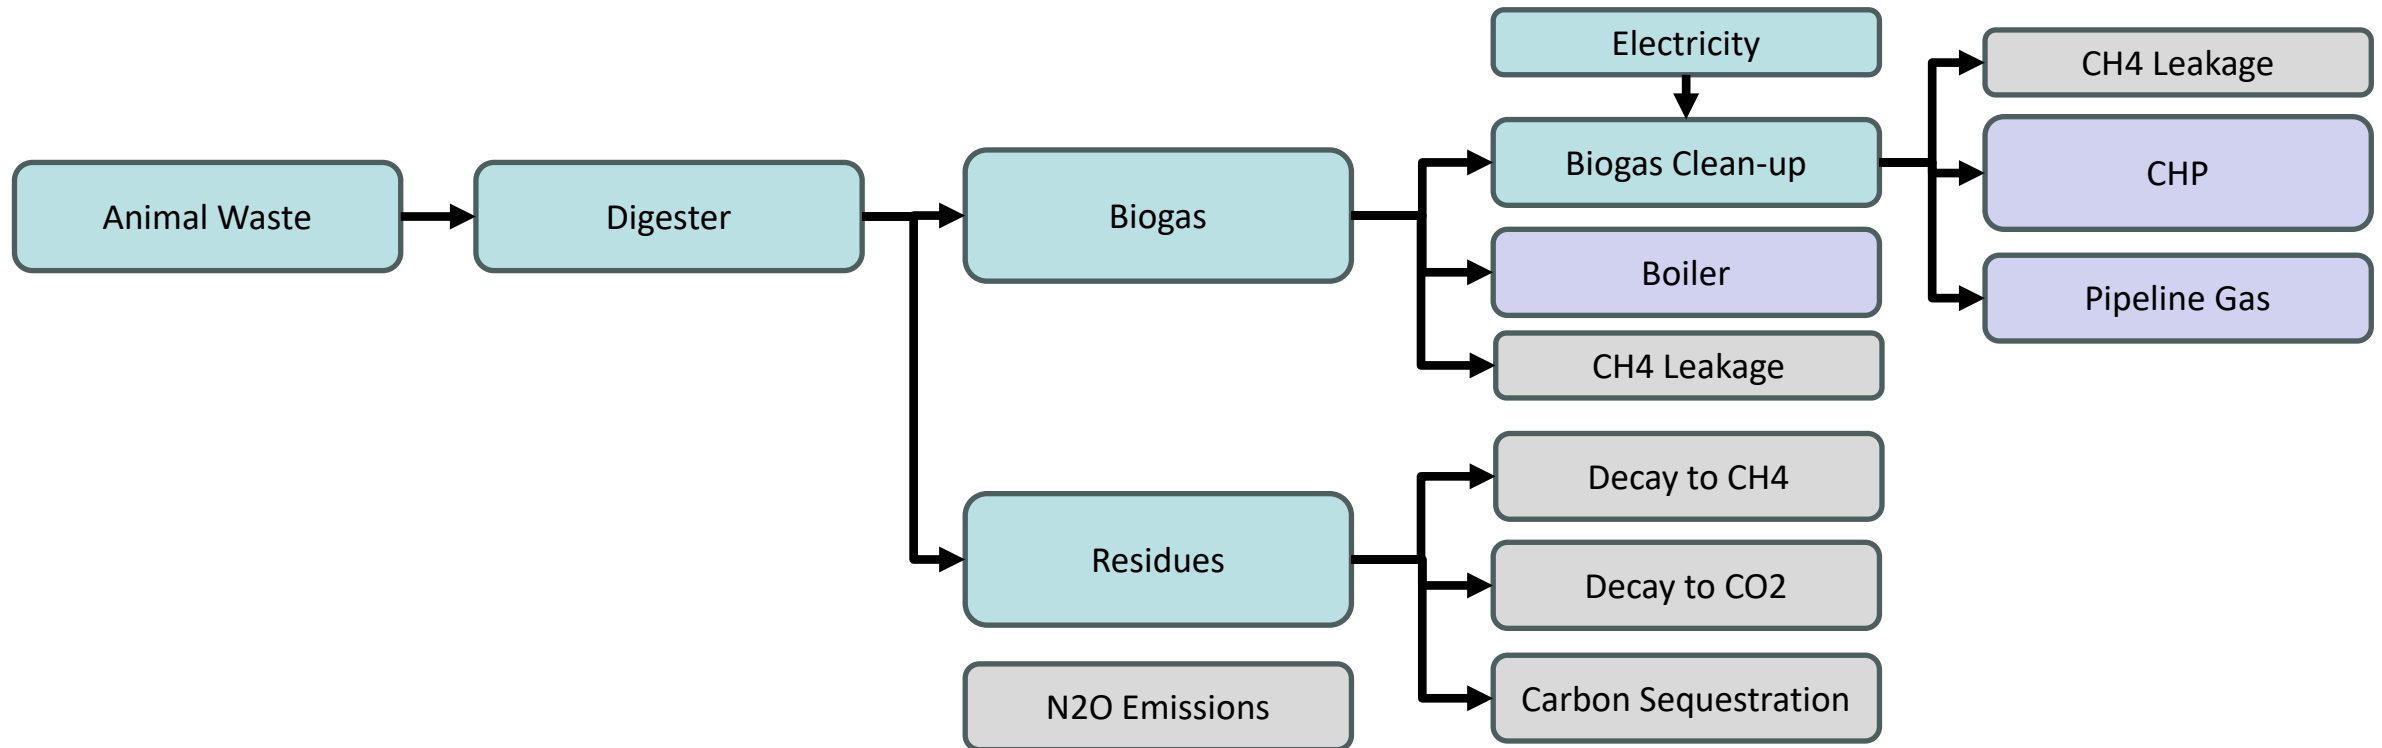 Electricity
CH4 Leakage
Biogas Clean-up
CHP
Animal Waste
Digester
Biogas
Boiler
Pipeline Gas
CH4 Leakage
Decay to CH4
Residues
Decay to CO2
N2O Emissions
Carbon Sequestration